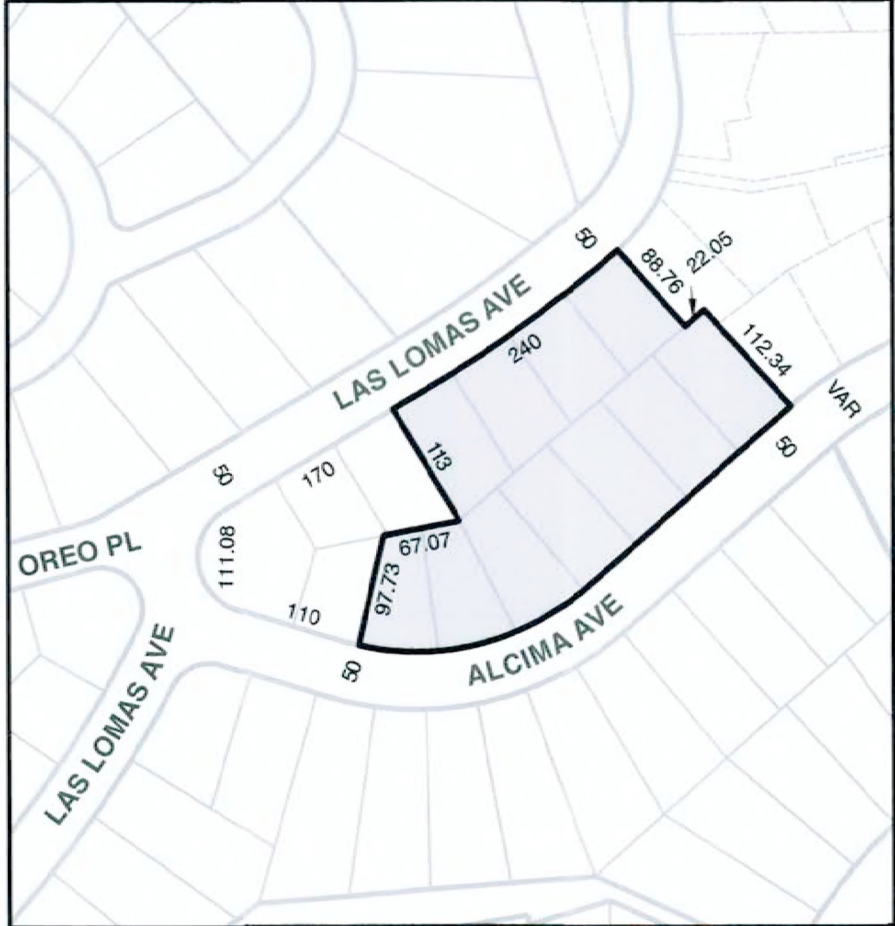 50
88.76
22.05
LAS LOMAS AVE
240
112.34
VAR
113
50
170
50
OREO PL
111.08
67.07
97.73
110
ALCIMA AVE
50
LAS LOMAS AVE